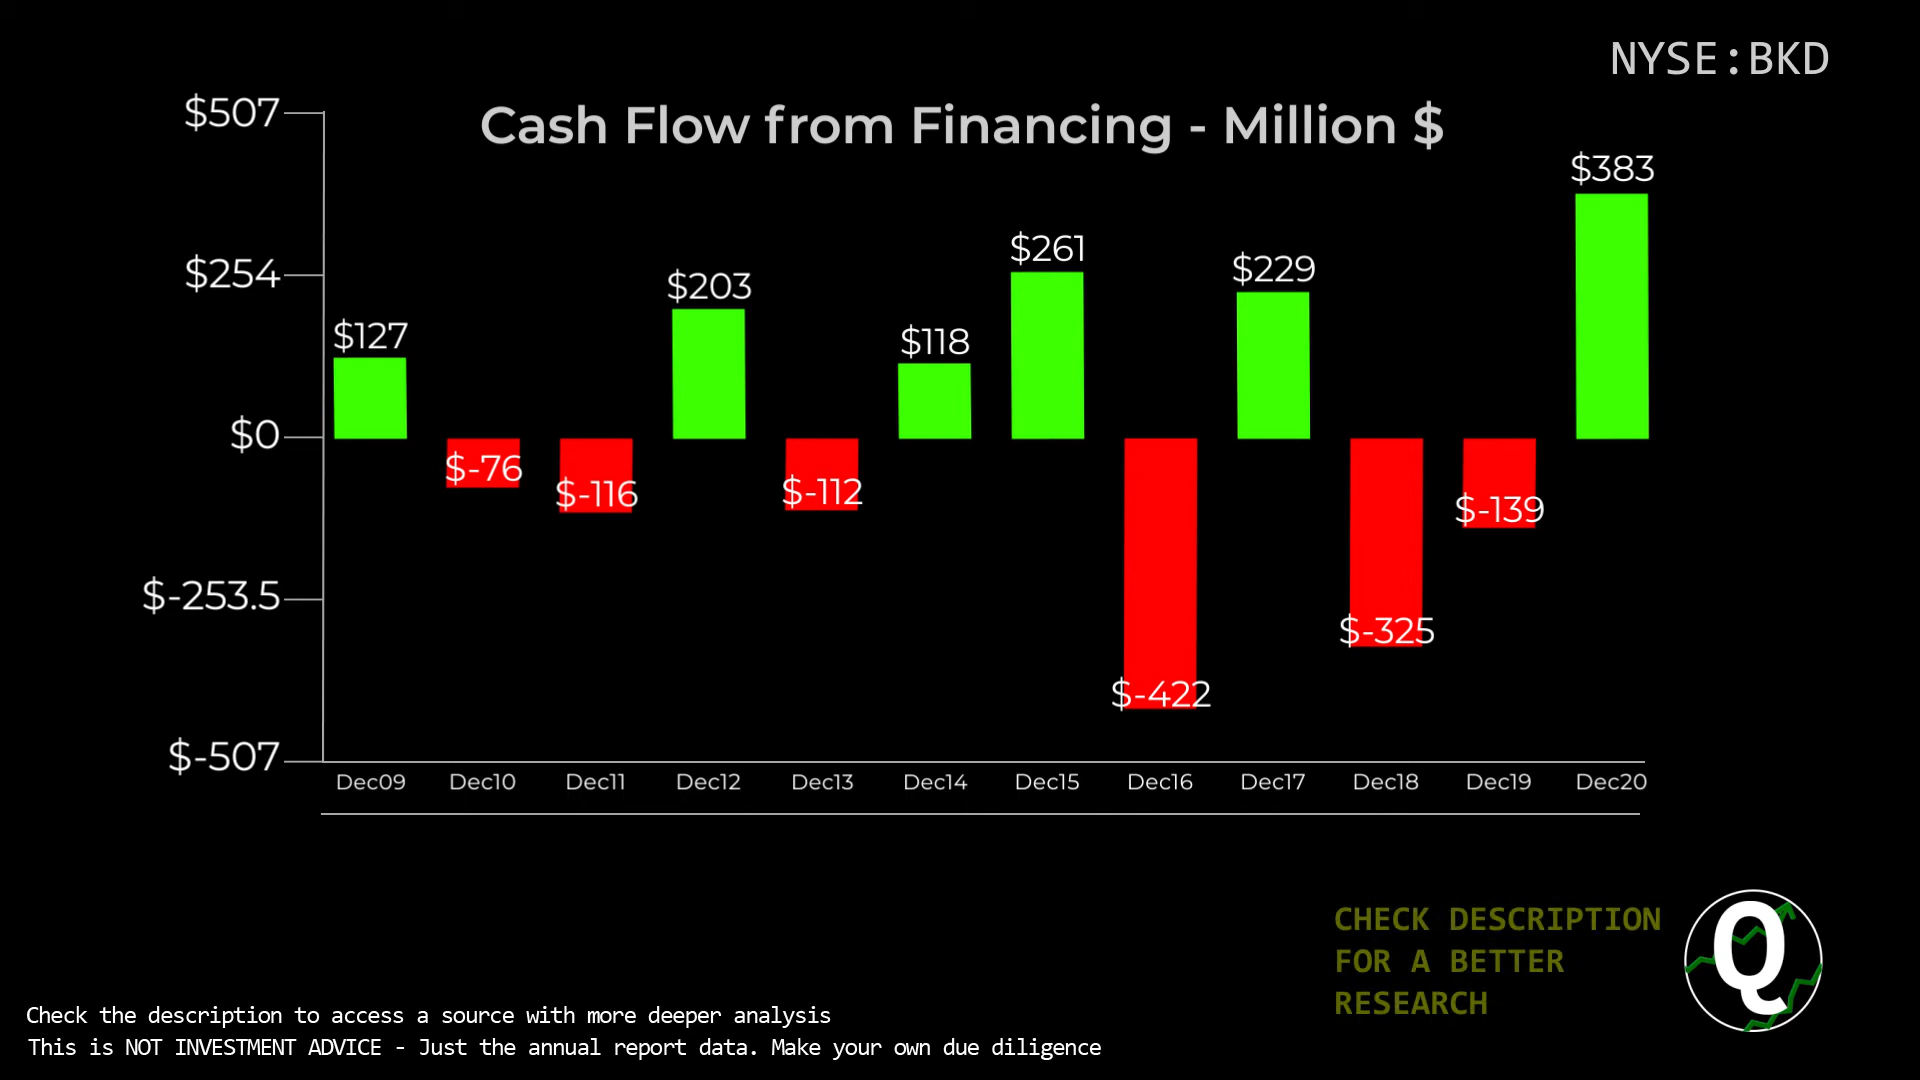 NYSE:BKD
Cash Flow from Financing - Million $
$507
$254
$0
$-253.5
$-507
$127
$-76
$-116
$203
$-112
$118
$261
$-422
$229
$-325
$-139
$383
Dec09 Dec10 Dec11 Dec12 Dec13 Dec14 Dec15 Dec16 Dec17 Dec18 Dec19 Dec20
CHECK DESCRIPTION
FOR A BETTER
RESEARCH
Q
Check the description to access a source with more deeper analysis
This is NOT INVESTMENT ADVICE - Just the annual report data. Make your own due diligence